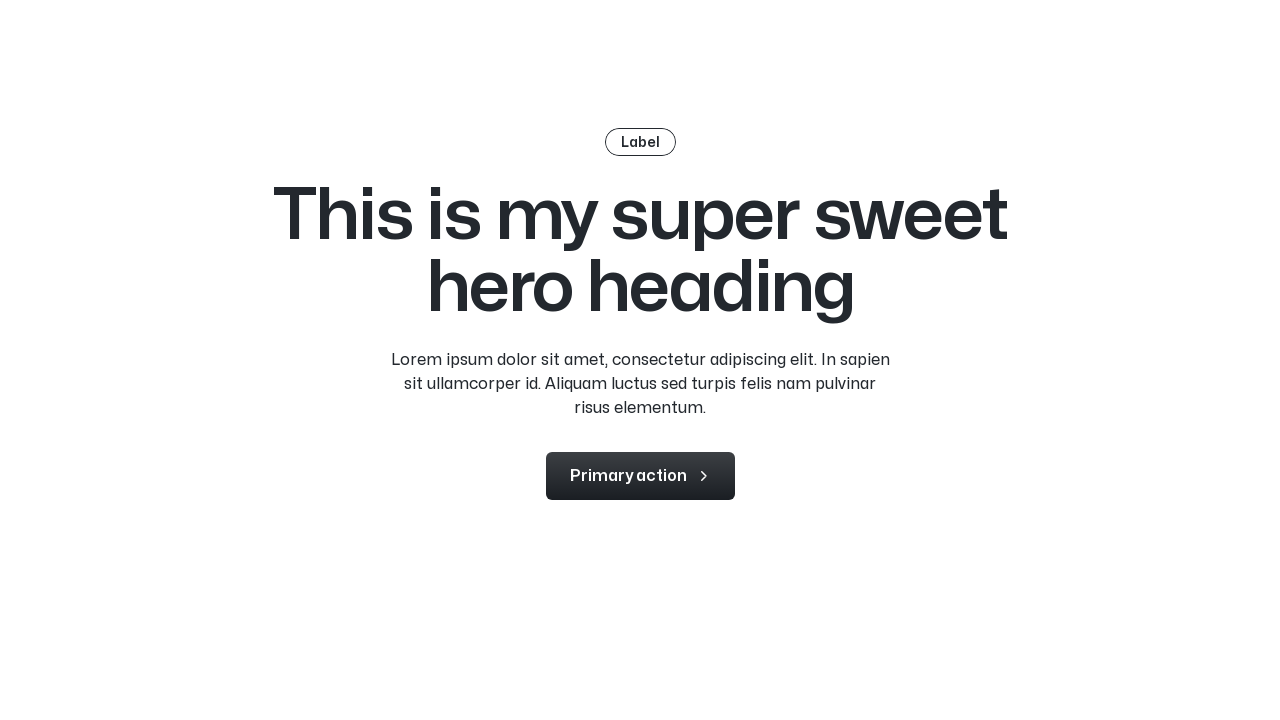 Label
This is my super sweet
hero heading
Lorem ipsum dolor sit amet, consectetur adipiscing elit. In sapien
sit ullamcorper id. Aliquam luctus sed turpis felis nam pulvinar
risus elementum.
Primary action